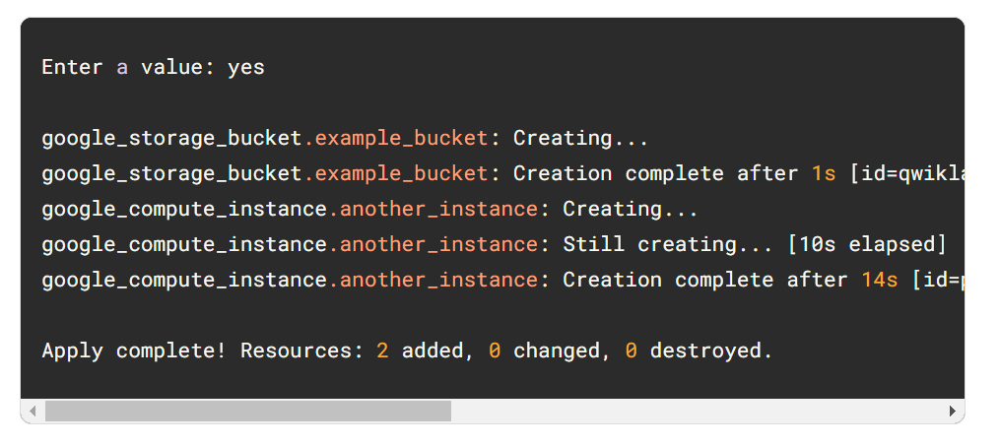 Enter a value: yes
google_storage_bucket.example_bucket: Creating...
google_storage_bucket.example_bucket: Creation complete after 1s [id=qwikl
google_compute_instance.another_instance: Creating...
google_compute_instance.another_instance: Still creating... [10s elapsed]
google_compute_instance.another_instance: Creation complete after 14s [id=
Apply complete! Resources: 2 added, 0 changed, 0 destroyed.